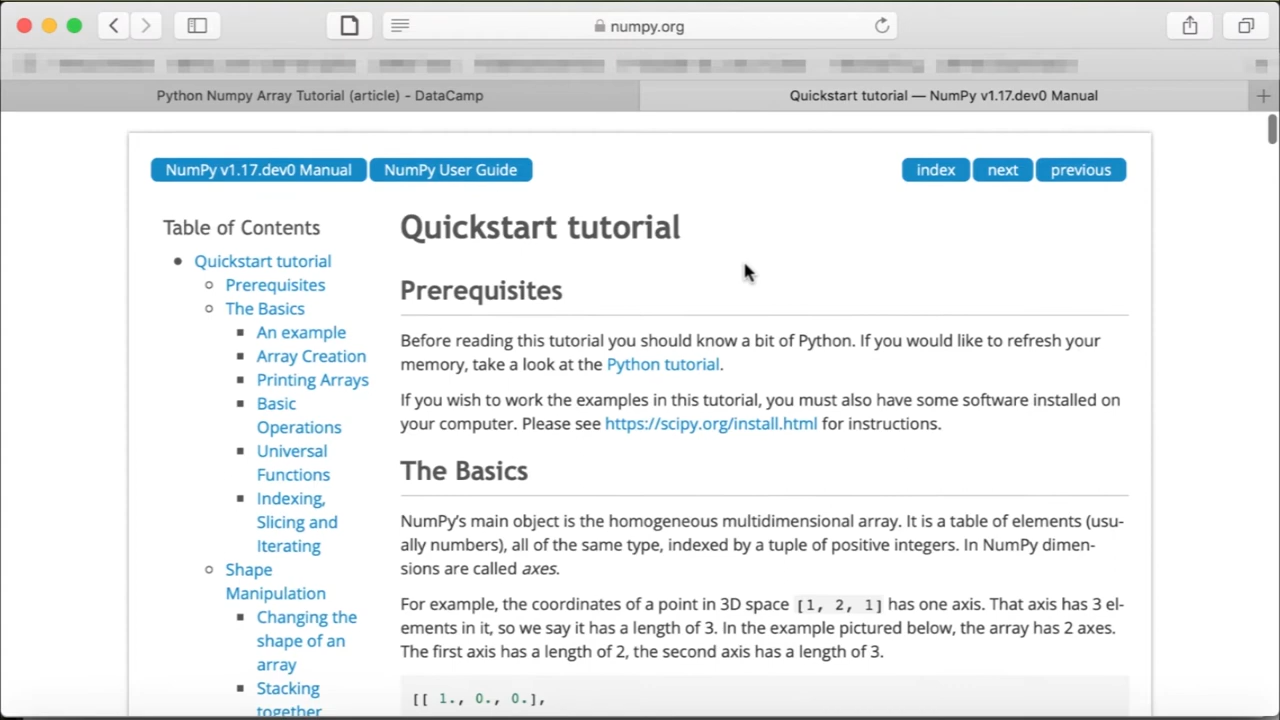 numpy.org
Python Numpy Array Tutorial (article) - DataCamp
Quickstart tutorial — NumPy v1.17.dev0 Manual
NumPy v1.17.dev0 Manual
NumPy User Guide
index
next
previous
Table of Contents
Quickstart tutorial
Prerequisites
The Basics
An example
Array Creation
Printing Arrays
Basic
Operations
Universal
Functions
Indexing,
Slicing and
Iterating
Shape
Manipulation
Changing the
shape of an
array
Stacking
together
Quickstart tutorial
Prerequisites
Before reading this tutorial you should know a bit of Python. If you would like to refresh your
memory, take a look at the Python tutorial.
If you wish to work the examples in this tutorial, you must also have some software installed on
your computer. Please see https://scipy.org/install.html for instructions.
The Basics
NumPy’s main object is the homogeneous multidimensional array. It is a table of elements (usu-
ally numbers), all of the same type, indexed by a tuple of positive integers. In NumPy dimen-
sions are called axes.
For example, the coordinates of a point in 3D space [1, 2, 1] has one axis. That axis has 3 el-
ements in it, so we say it has a length of 3. In the example pictured below, the array has 2 axes.
The first axis has a length of 2, the second axis has a length of 3.
[[ 1., 0., 0.],